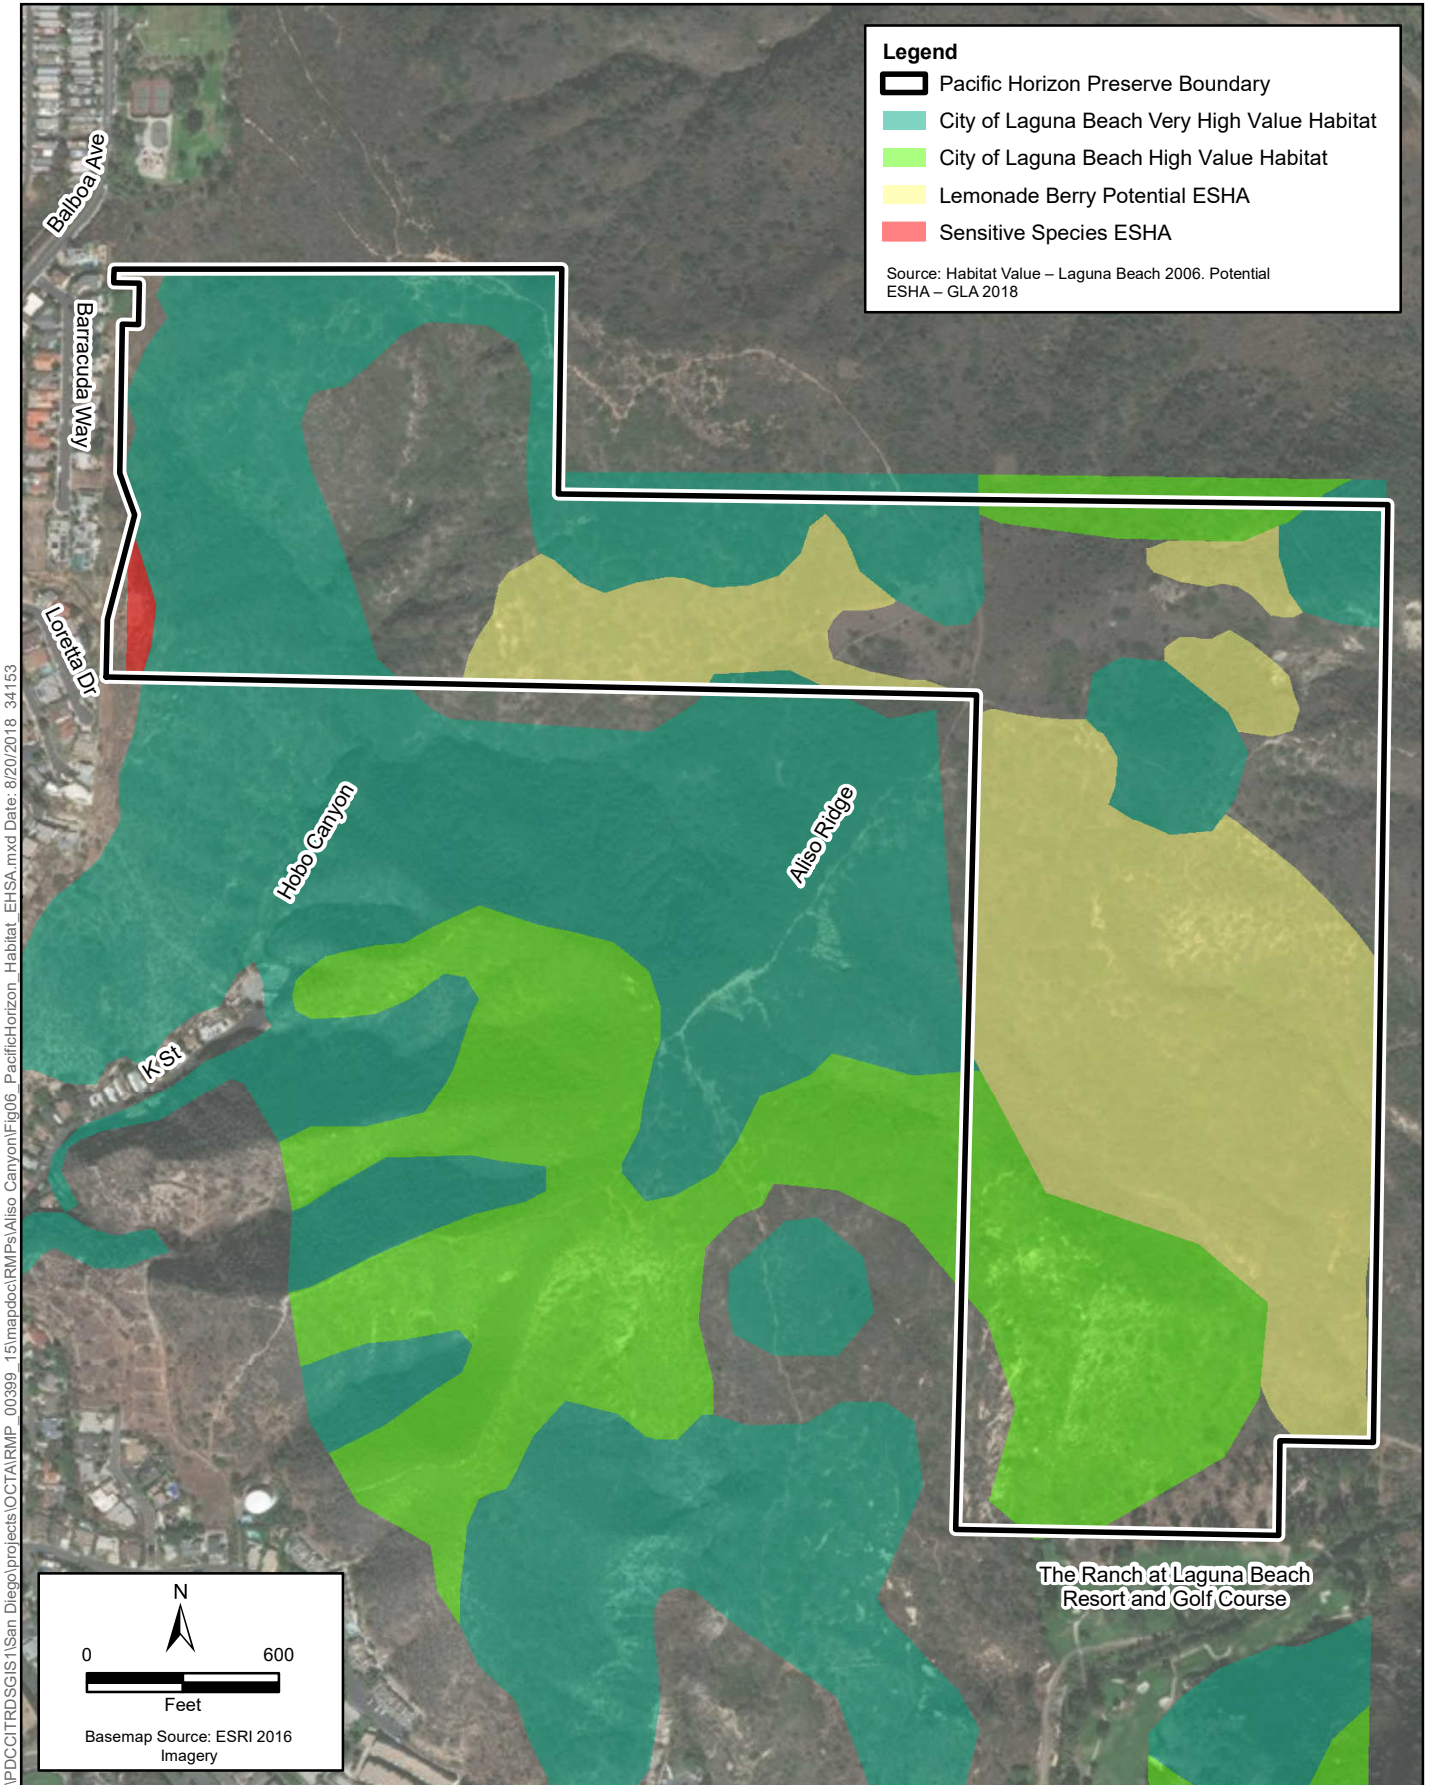 Legend
Pacific Horizon Preserve Boundary
City of Laguna Beach Very High Value Habitat
City of Laguna Beach High Value Habitat
Lemonade Berry Potential ESHA
Sensitive Species ESHA
Source: Habitat Value – Laguna Beach 2006. Potential
ESHA – GLA 2018
Balboa Ave
Barracuda Way
Loretta Dr
Hobo Canyon
Aliso Ridge
K St
The Ranch at Laguna Beach
Resort and Golf Course
N
0 600
Feet
Basemap Source: ESRI 2016
Imagery
\PDCCITRDSGIS1\San Diego\projects\OCTA\RMP_00399_15\mapdoc\RMPs\Aliso Canyon\Fig06_PacificHorizon_Habitat_EHSA.mxd Date: 8/20/2018 34153